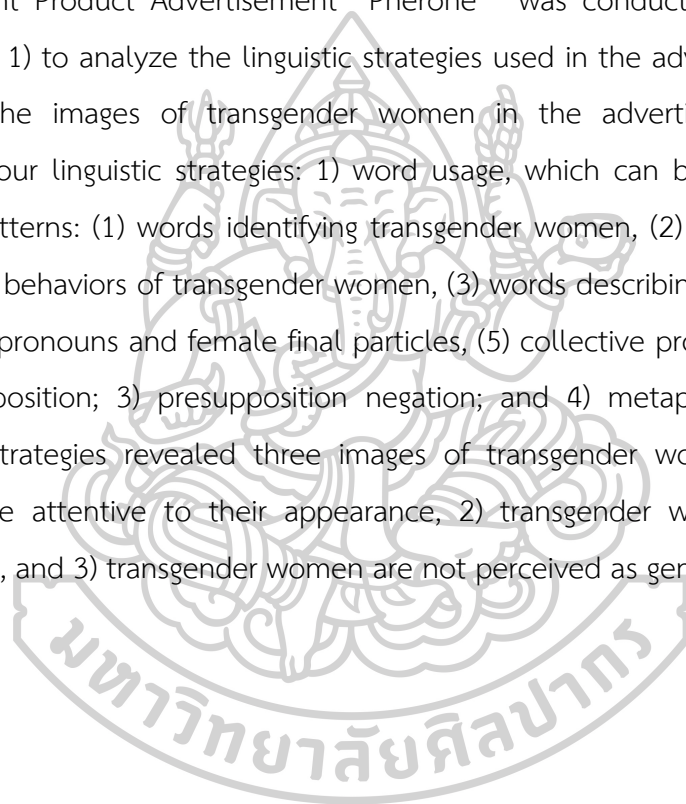 nt Product Advertisement "Pherone" was conduct
1) to analyze the linguistic strategies used in the adv
he images of transgender women in the adverti
our linguistic strategies: 1) word usage, which can b
tterns: (1) words identifying transgender women, (2)
behaviors of transgender women, (3) words describin
pronouns and female final particles, (5) collective pro
position; 3) presupposition negation; and 4) metap
trategies revealed three images of transgender wo
e attentive to their appearance, 2) transgender w
, and 3) transgender women are not perceived as gen
มหาวิทยาลัยศิลปากร